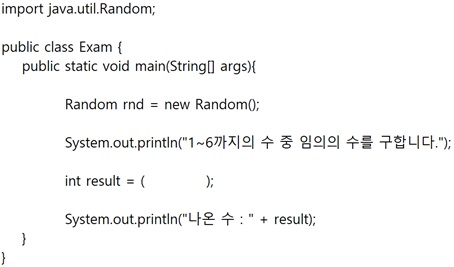 import java.util.Random;
public class Exam {
public static void main(String[] args){
Random rnd = new Random();
System.out.println("1~6까지의 수 중 임의의 수를 구합니다.");
int result = ( );
System.out.println("나온 수 : " + result);
}
}